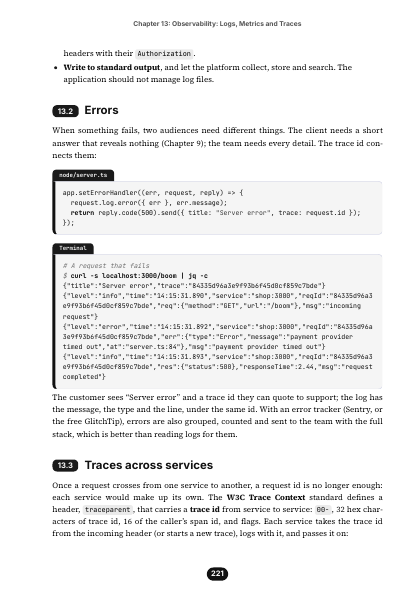 Chapter 13: Observability: Logs, Metrics and Traces
headers with their Authorization.
• Write to standard output, and let the platform collect, store and search. The
application should not manage log files.
13.2 Errors
When something fails, two audiences need different things. The client needs a short
answer that reveals nothing (Chapter 9); the team needs every detail. The trace id con-
nects them:
node/server.ts
app.setErrorHandler((err, request, reply) => {
request.log.error({ err }, err.message);
return reply.code(500).send({ title: "Server error", trace: request.id });
});
Terminal
# A request that fails
$ curl -s localhost:3000/boom | jq -c
{"title":"Server error","trace":"84335d96a3e9f93b6f45d0cf859c7bde"}
{"level":"info","time":"14:15:31.890","service":"shop:3000","reqId":"84335d96a3
e9f93b6f45d0cf859c7bde","req":{"method":"GET","url":"/boom"},"msg":"incoming
request"}
{"level":"error","time":"14:15:31.892","service":"shop:3000","reqId":"84335d96a
3e9f93b6f45d0cf859c7bde","err":{"type":"Error","message":"payment provider
timed out","at":"server.ts:84"},"msg":"payment provider timed out"}
{"level":"info","time":"14:15:31.893","service":"shop:3000","reqId":"84335d96a3
e9f93b6f45d0cf859c7bde","res":{"status":500},"responseTime":2.44,"msg":"request
completed"}
The customer sees “Server error” and a trace id they can quote to support; the log has
the message, the type and the line, under the same id. With an error tracker (Sentry, or
the free GlitchTip), errors are also grouped, counted and sent to the team with the full
stack, which is better than reading logs for them.
13.3 Traces across services
Once a request crosses from one service to another, a request id is no longer enough:
each service would make up its own. The W3C Trace Context standard defines a
header, traceparent, that carries a trace id from service to service: 00-, 32 hex char-
acters of trace id, 16 of the caller’s span id, and flags. Each service takes the trace id
from the incoming header (or starts a new trace), logs with it, and passes it on:
221